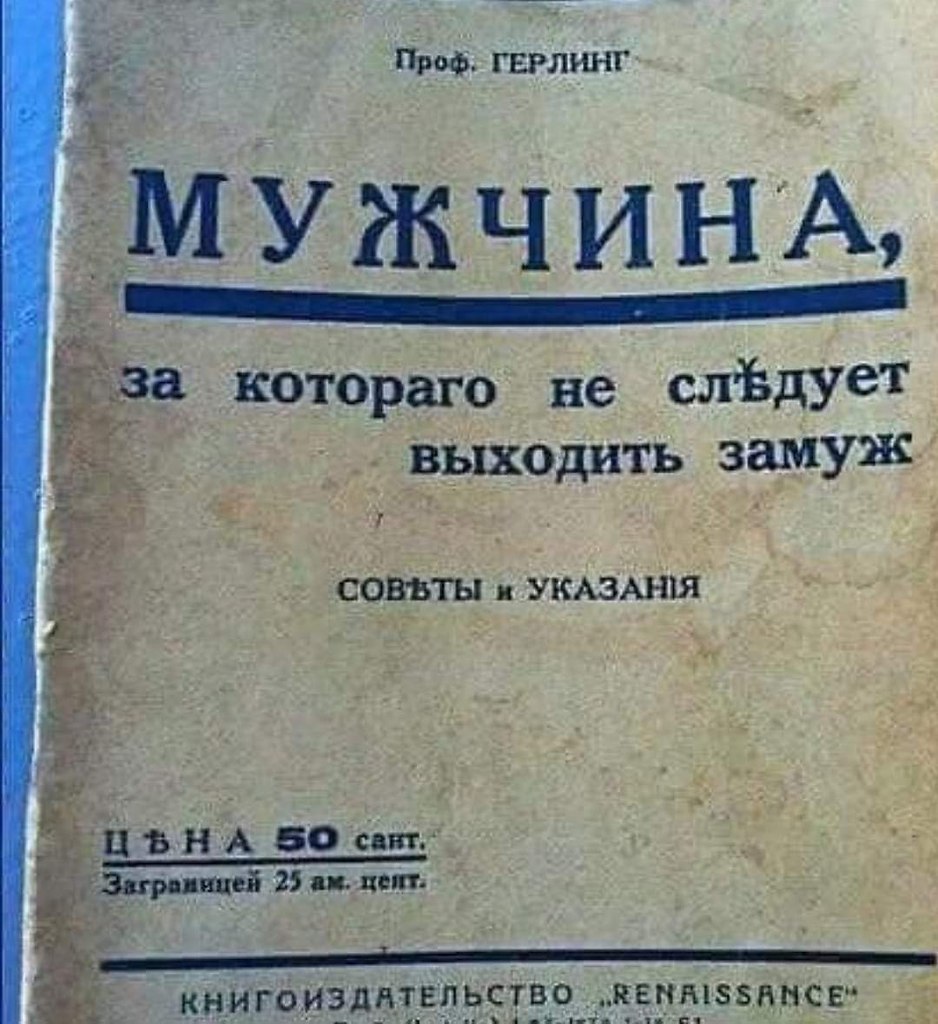 Проф. ГЕРЛИНГ
МУЖЧИНА,
за котораго не слѣдует
выходить замуж
СОВѢТЫ и УКАЗАНІЯ
ЦѢНА 50 сант.
Заграницей 25 ам. цент.
КНИГОИЗДАТЕЛЬСТВО „RENAISSANCE“